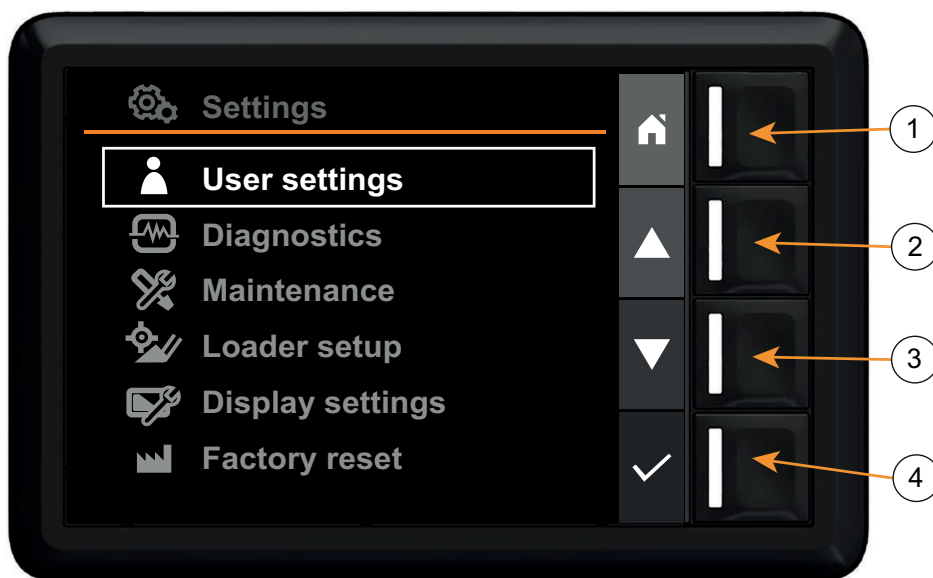 Settings
1
User settings
2
Diagnostics
Maintenance
Loader setup
3
Display settings
Factory reset
4